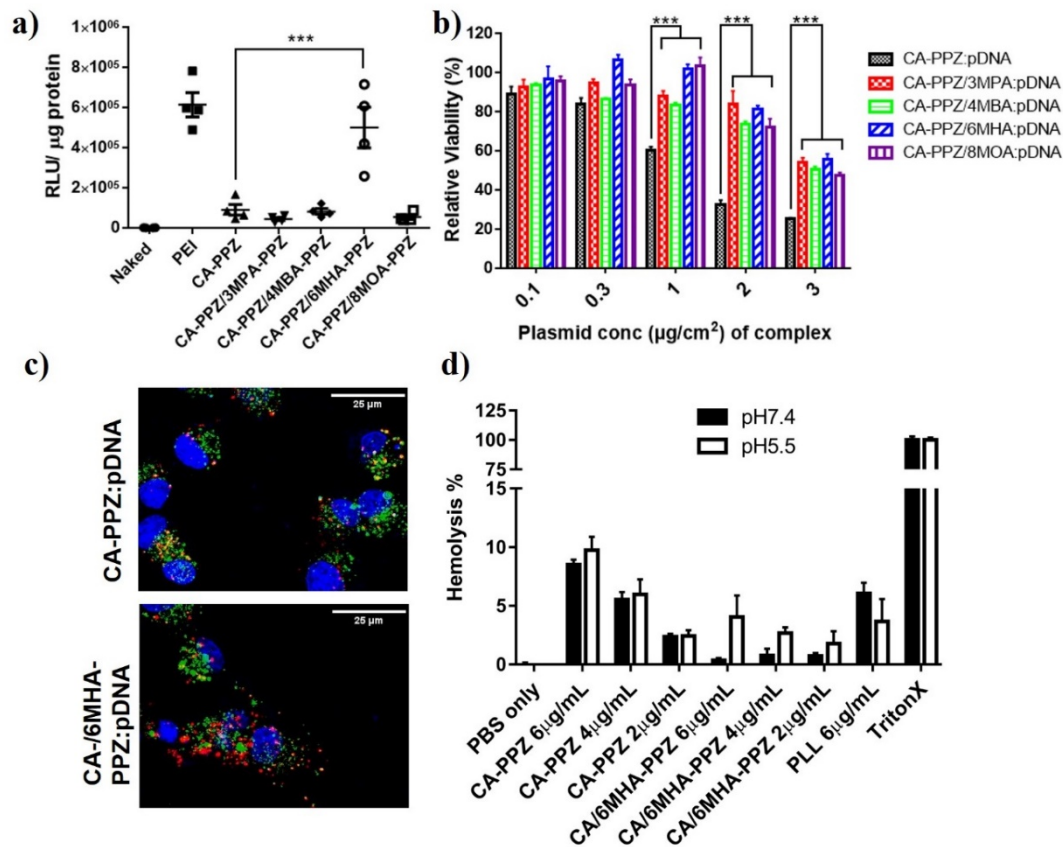 a)
RLU/ µg protein
1×10⁰⁶
8×10⁰⁵
6×10⁰⁵
4×10⁰⁵
2×10⁰⁵
0
***
Naked
PEI
CA-PPZ
CA-PPZ/3MPA-PPZ
CA-PPZ/4MBA-PPZ
CA-PPZ/6MHA-PPZ
CA-PPZ/8MOA-PPZ
b)
Relative Viability (%)
120
100
80
60
40
20
0
***
***
***
0.1
0.3
1
2
3
Plasmid conc (µg/cm²) of complex
CA-PPZ:pDNA
CA-PPZ/3MPA:pDNA
CA-PPZ/4MBA:pDNA
CA-PPZ/6MHA:pDNA
CA-PPZ/8MOA:pDNA
c)
CA-PPZ:pDNA
25 µm
CA-/6MHA-
PPZ:pDNA
25 µm
d)
Hemolysis %
125
100
75
15
10
5
0
pH7.4
pH5.5
PBS only
CA-PPZ 6µg/mL
CA-PPZ 4µg/mL
CA-PPZ 2µg/mL
CA/6MHA-PPZ 6µg/mL
CA/6MHA-PPZ 4µg/mL
CA/6MHA-PPZ 2µg/mL
PLL 6µg/mL
TritonX